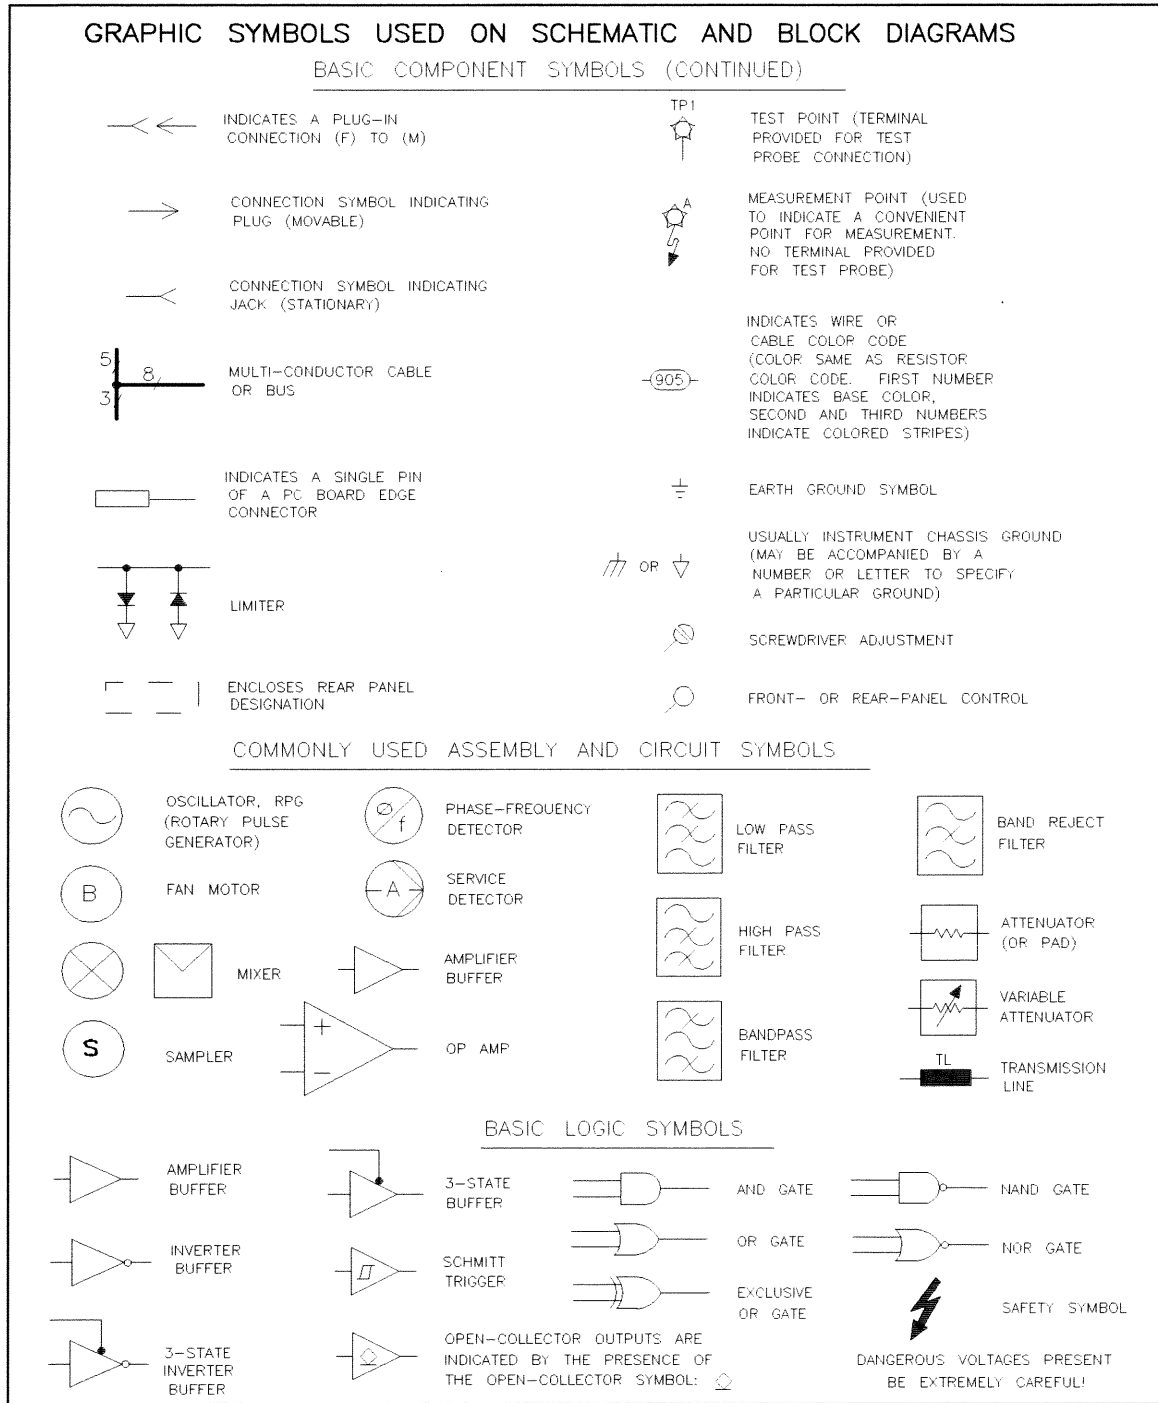 GRAPHIC SYMBOLS USED ON SCHEMATIC AND BLOCK DIAGRAMS
BASIC COMPONENT SYMBOLS (CONTINUED)
INDICATES A PLUG-IN
CONNECTION (F) TO (M)
CONNECTION SYMBOL INDICATING
PLUG (MOVABLE)
CONNECTION SYMBOL INDICATING
JACK (STATIONARY)
5
8
3
MULTI-CONDUCTOR CABLE
OR BUS
INDICATES A SINGLE PIN
OF A PC BOARD EDGE
CONNECTOR
LIMITER
ENCLOSES REAR PANEL
DESIGNATION
TP1
TEST POINT (TERMINAL
PROVIDED FOR TEST
PROBE CONNECTION)
A
MEASUREMENT POINT (USED
TO INDICATE A CONVENIENT
POINT FOR MEASUREMENT.
NO TERMINAL PROVIDED
FOR TEST PROBE)
905
INDICATES WIRE OR
CABLE COLOR CODE
(COLOR SAME AS RESISTOR
COLOR CODE. FIRST NUMBER
INDICATES BASE COLOR,
SECOND AND THIRD NUMBERS
INDICATE COLORED STRIPES)
EARTH GROUND SYMBOL
OR
USUALLY INSTRUMENT CHASSIS GROUND
(MAY BE ACCOMPANIED BY A
NUMBER OR LETTER TO SPECIFY
A PARTICULAR GROUND)
SCREWDRIVER ADJUSTMENT
FRONT- OR REAR-PANEL CONTROL
COMMONLY USED ASSEMBLY AND CIRCUIT SYMBOLS
OSCILLATOR, RPG
(ROTARY PULSE
GENERATOR)
B
FAN MOTOR
MIXER
S
SAMPLER
Ø
f
PHASE-FREQUENCY
DETECTOR
A
SERVICE
DETECTOR
AMPLIFIER
BUFFER
+
−
OP AMP
LOW PASS
FILTER
HIGH PASS
FILTER
BANDPASS
FILTER
BAND REJECT
FILTER
ATTENUATOR
(OR PAD)
VARIABLE
ATTENUATOR
TL
TRANSMISSION
LINE
BASIC LOGIC SYMBOLS
AMPLIFIER
BUFFER
INVERTER
BUFFER
3-STATE
INVERTER
BUFFER
3-STATE
BUFFER
SCHMITT
TRIGGER
OPEN-COLLECTOR OUTPUTS ARE
INDICATED BY THE PRESENCE OF
THE OPEN-COLLECTOR SYMBOL:
AND GATE
OR GATE
EXCLUSIVE
OR GATE
NAND GATE
NOR GATE
SAFETY SYMBOL
DANGEROUS VOLTAGES PRESENT
BE EXTREMELY CAREFUL!